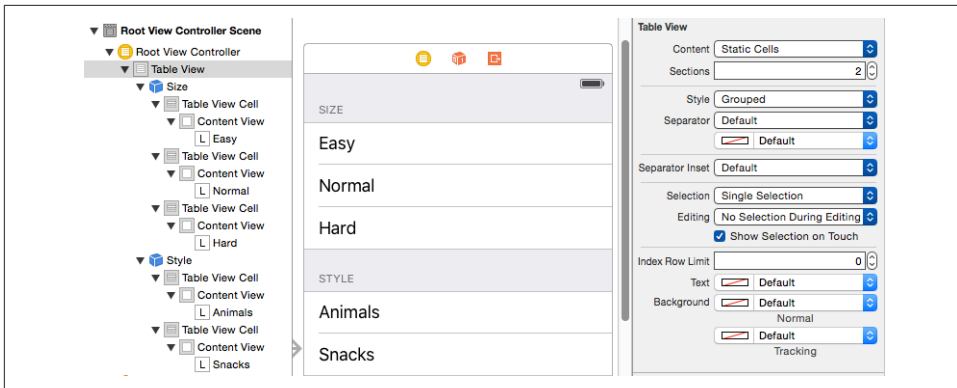 Root View Controller Scene
Root View Controller
Table View
Size
Table View Cell
Content View
L Easy
Table View Cell
Content View
L Normal
Table View Cell
Content View
L Hard
Style
Table View Cell
Content View
L Animals
Table View Cell
Content View
L Snacks
SIZE
Easy
Normal
Hard
STYLE
Animals
Snacks
Table View
Content Static Cells
Sections 2
Style Grouped
Separator Default
Default
Separator Inset Default
Selection Single Selection
Editing No Selection During Editing
Show Selection on Touch
Index Row Limit 0
Text Default
Background Default
Normal
Default
Tracking